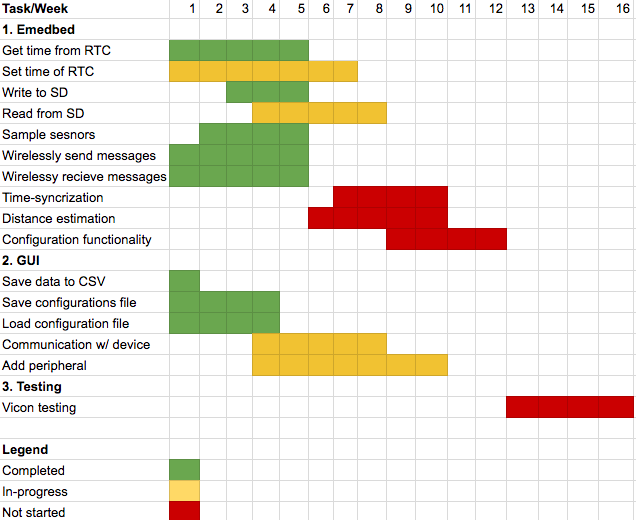 Task/Week 1 2 3 4 5 6 7 8 9 10 11 12 13 14 15 16
1. Emedbed
Get time from RTC
Set time of RTC
Write to SD
Read from SD
Sample sesnors
Wirelessly send messages
Wirelessy recieve messages
Time-syncrization
Distance estimation
Configuration functionality
2. GUI
Save data to CSV
Save configurations file
Load configuration file
Communication w/ device
Add peripheral
3. Testing
Vicon testing
Legend
Completed
In-progress
Not started